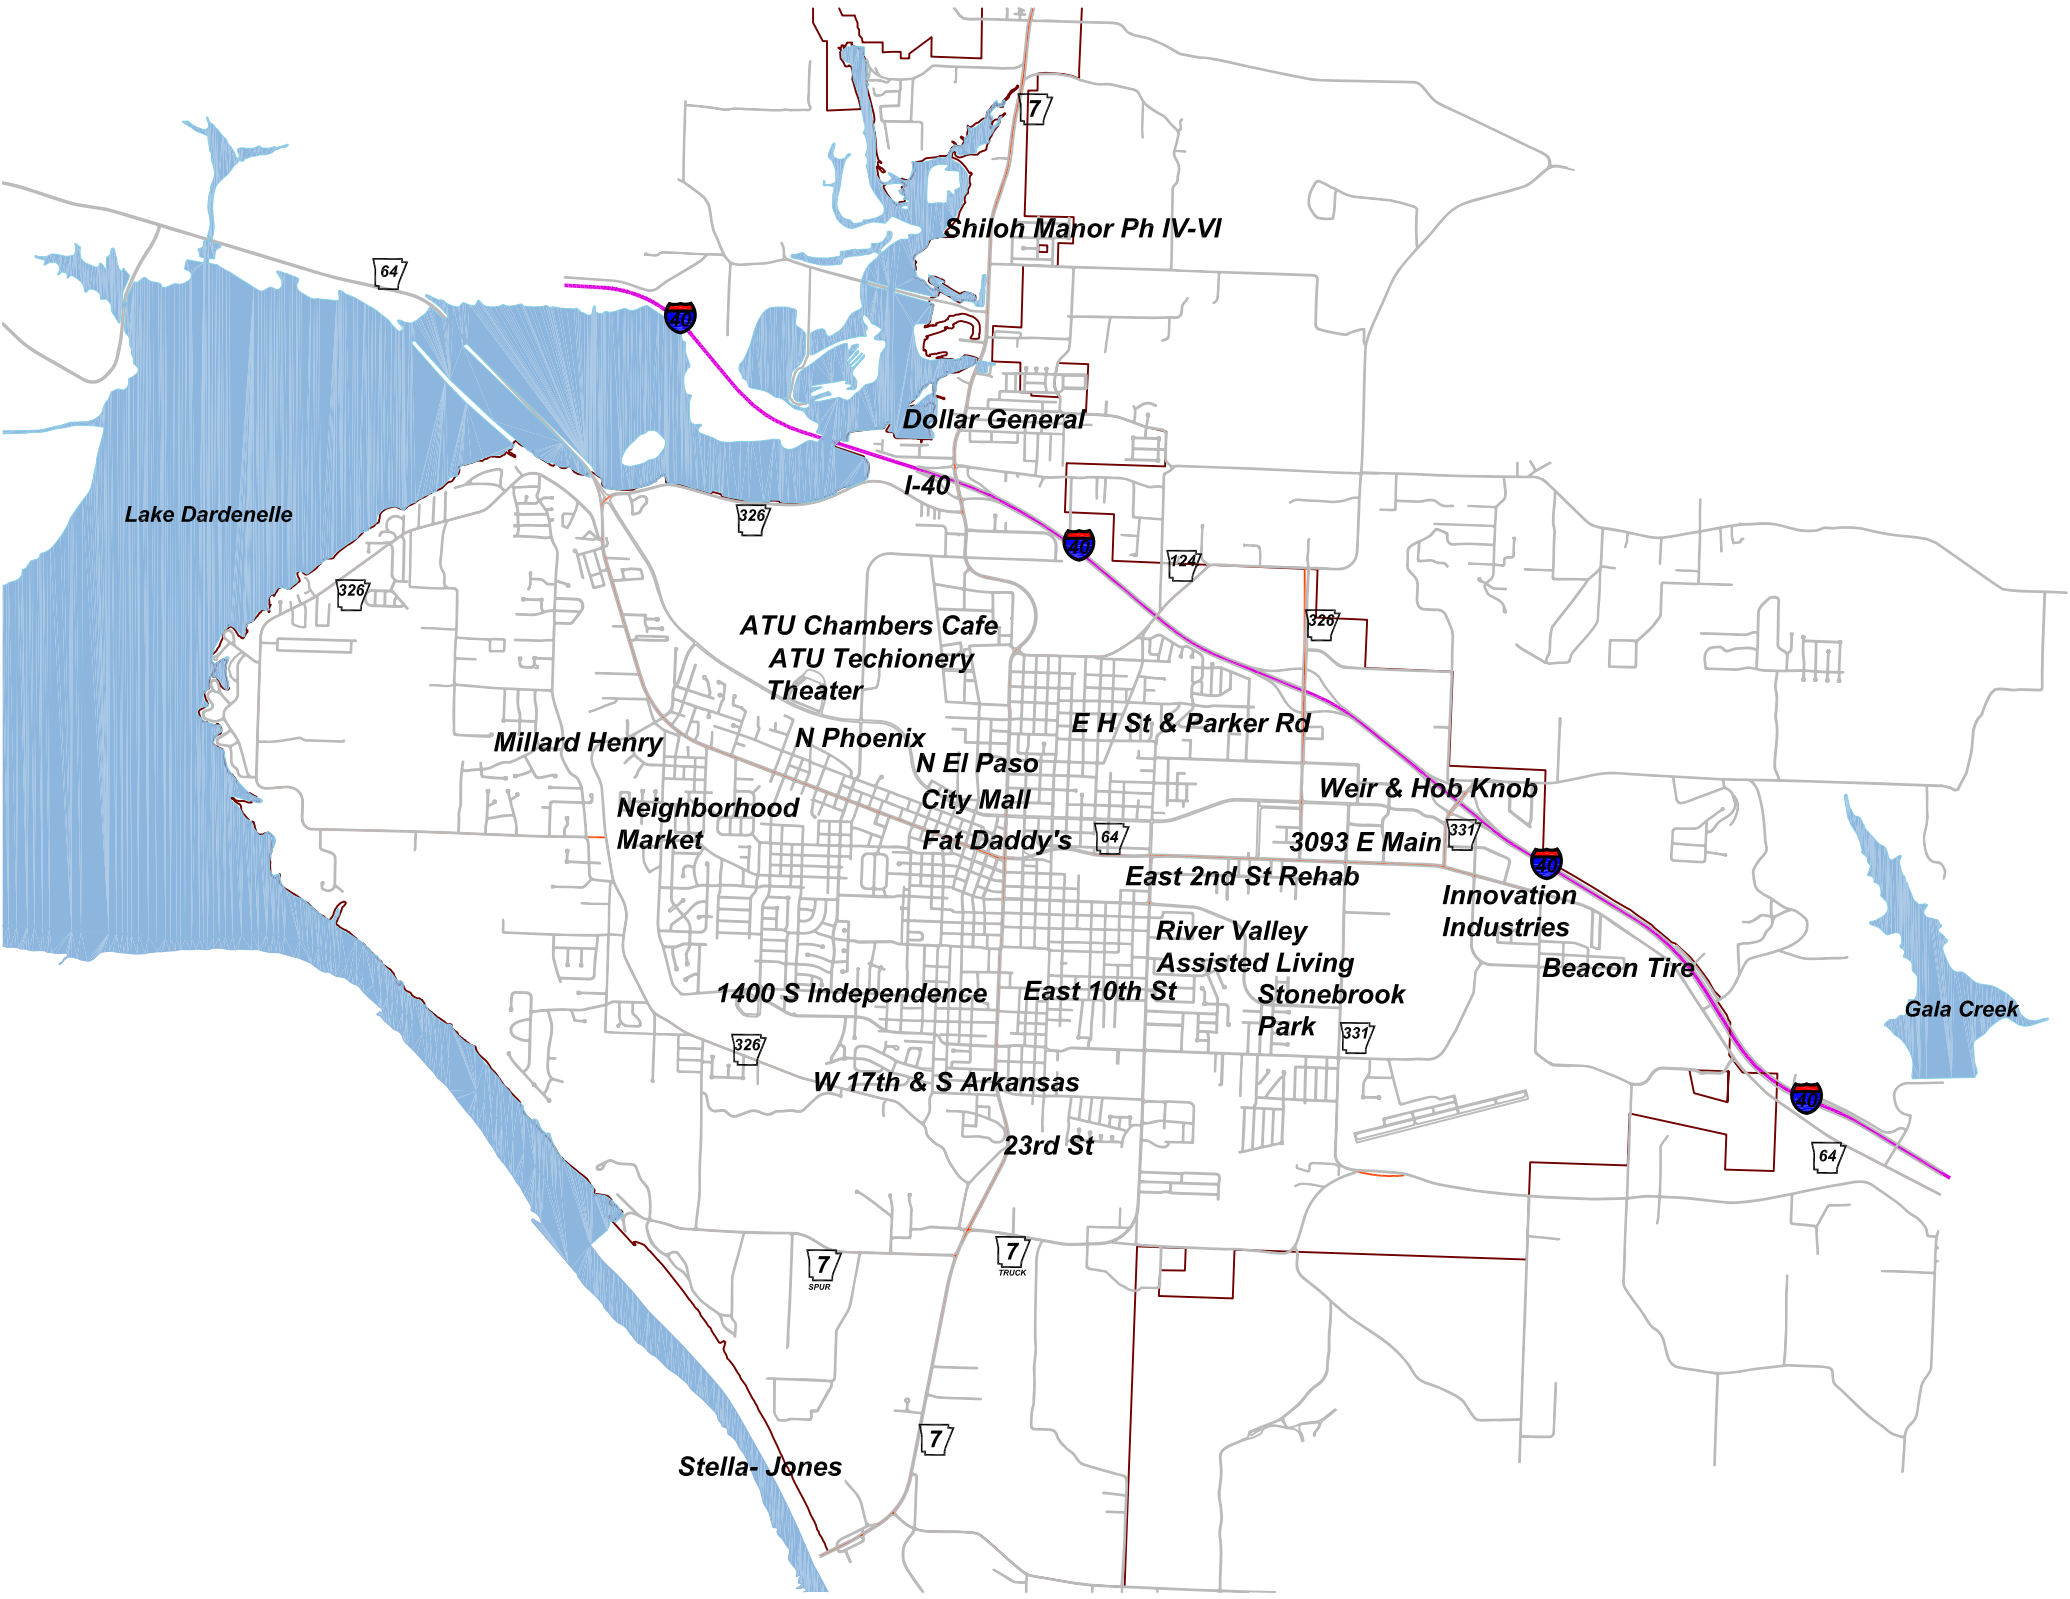 7
Shiloh Manor Ph IV-VI
64
40
Dollar General
I-40
Lake Dardenelle
326
40
124
326
326
ATU Chambers Cafe
ATU Techionery
Theater
E H St & Parker Rd
Millard Henry
N Phoenix
N El Paso
Weir & Hob Knob
City Mall
Neighborhood
Market
Fat Daddy's
64
3093 E Main
331
40
East 2nd St Rehab
Innovation
Industries
River Valley
Assisted Living
Beacon Tire
1400 S Independence
East 10th St
Stonebrook
Park
Gala Creek
326
331
W 17th & S Arkansas
40
23rd St
64
7
SPUR
7
TRUCK
7
Stella- Jones